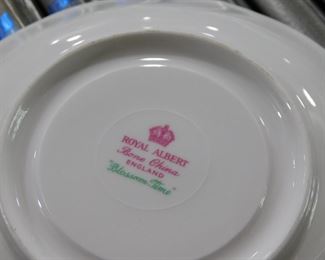 ROYAL ALBERT
Bone China
ENGLAND
"Blossom Time"